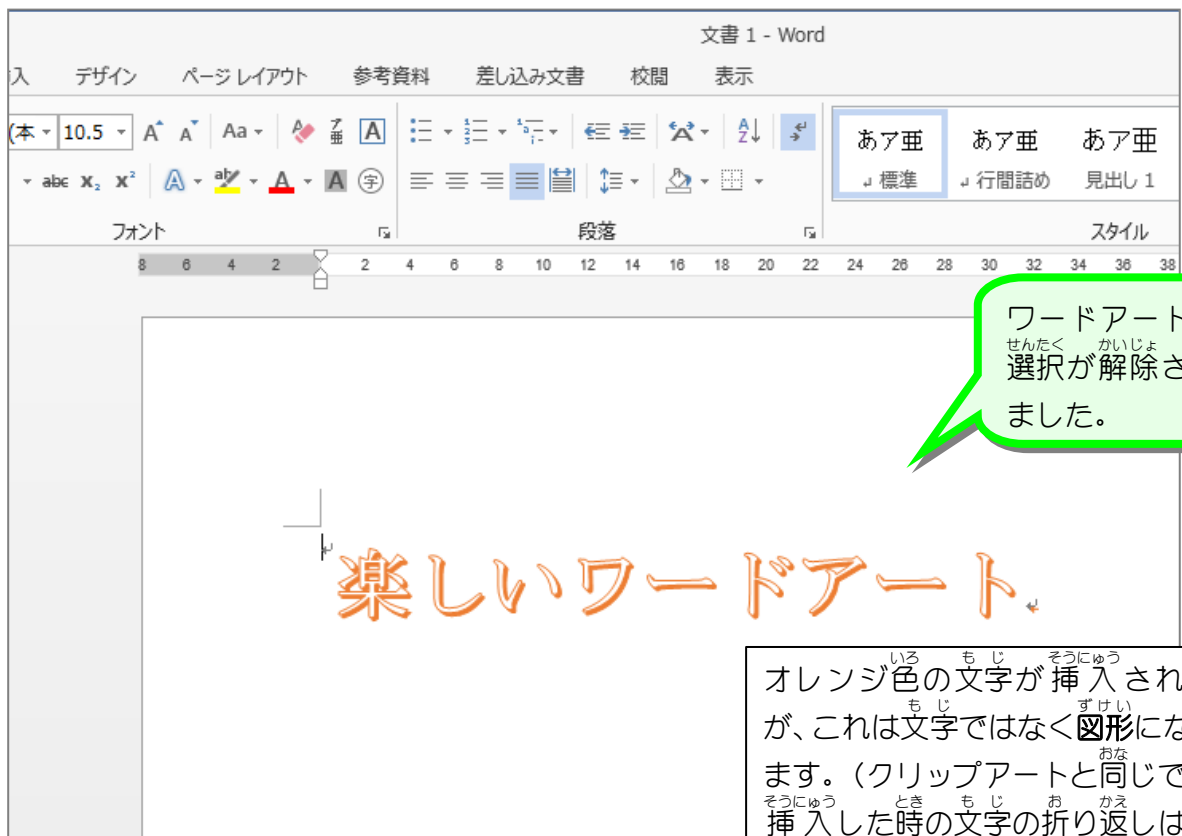 文書 1 - Word
入 デザイン ページ レイアウト 参考資料 差し込み文書 校閲 表示
(本 10.5 A A Aa ア亜 A あア亜 あア亜 あア亜
abc X₂ X² A aby A A 字 標準 行間詰め 見出し 1
フォント 段落 スタイル
8 6 4 2 2 4 6 8 10 12 14 16 18 20 22 24 26 28 30 32 34 36 38
ワードアート
せんたく かいじょ
選択が解除さ
ました。
楽しいワードアート
いろ もじ そうにゅう
オレンジ色の文字が挿入され
もじ ずけい
が、これは文字ではなく図形にな
おな
ます。(クリップアートと同じで
そうにゅう とき もじ お かえ
挿入した時の文字の折り返しは